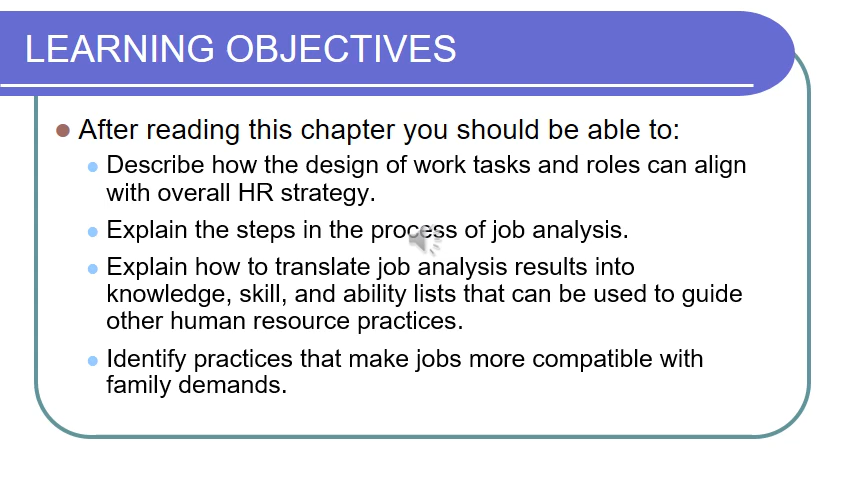 LEARNING OBJECTIVES
After reading this chapter you should be able to:
Describe how the design of work tasks and roles can align
with overall HR strategy.
Explain the steps in the process of job analysis.
Explain how to translate job analysis results into
knowledge, skill, and ability lists that can be used to guide
other human resource practices.
Identify practices that make jobs more compatible with
family demands.